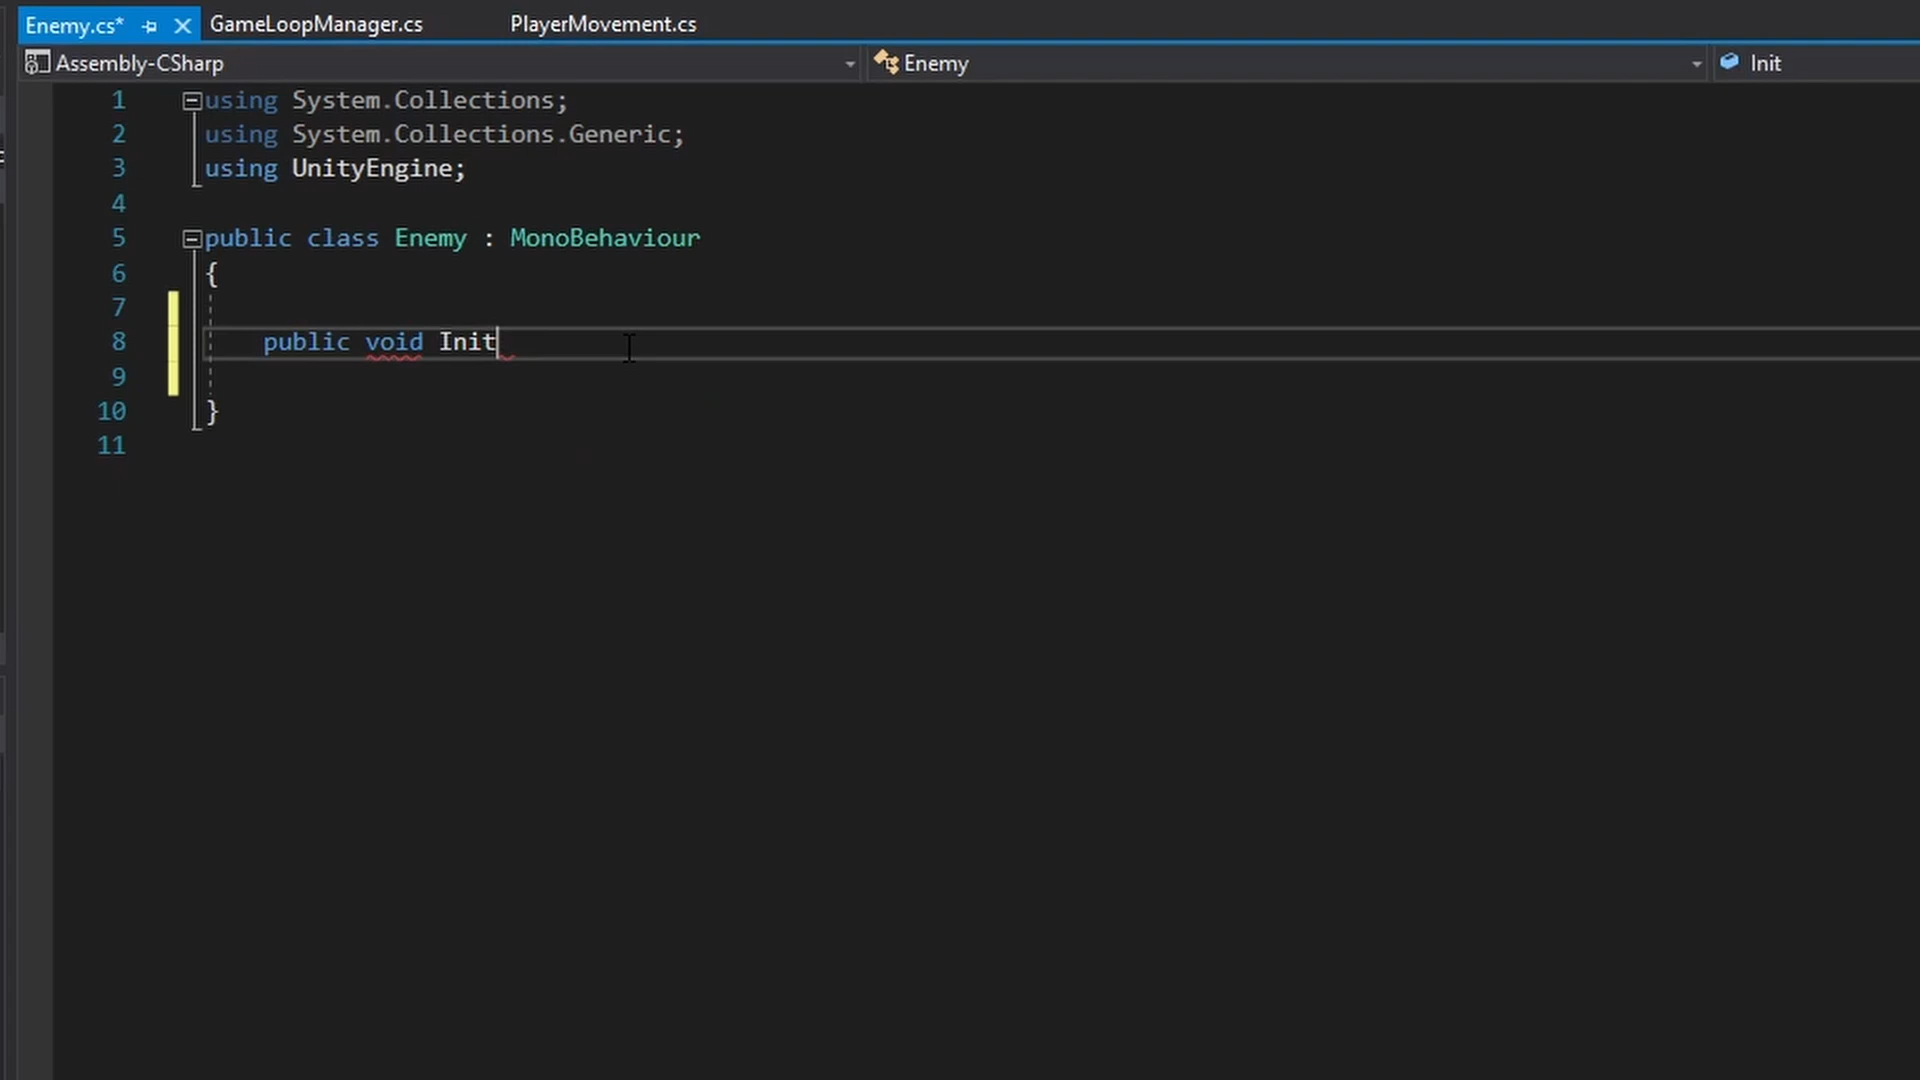 Enemy.cs* GameLoopManager.cs PlayerMovement.cs
Assembly-CSharp Enemy Init
1 using System.Collections;
2 using System.Collections.Generic;
3 using UnityEngine;
4
5 public class Enemy : MonoBehaviour
6 {
7
8 public void Init
9
10 }
11